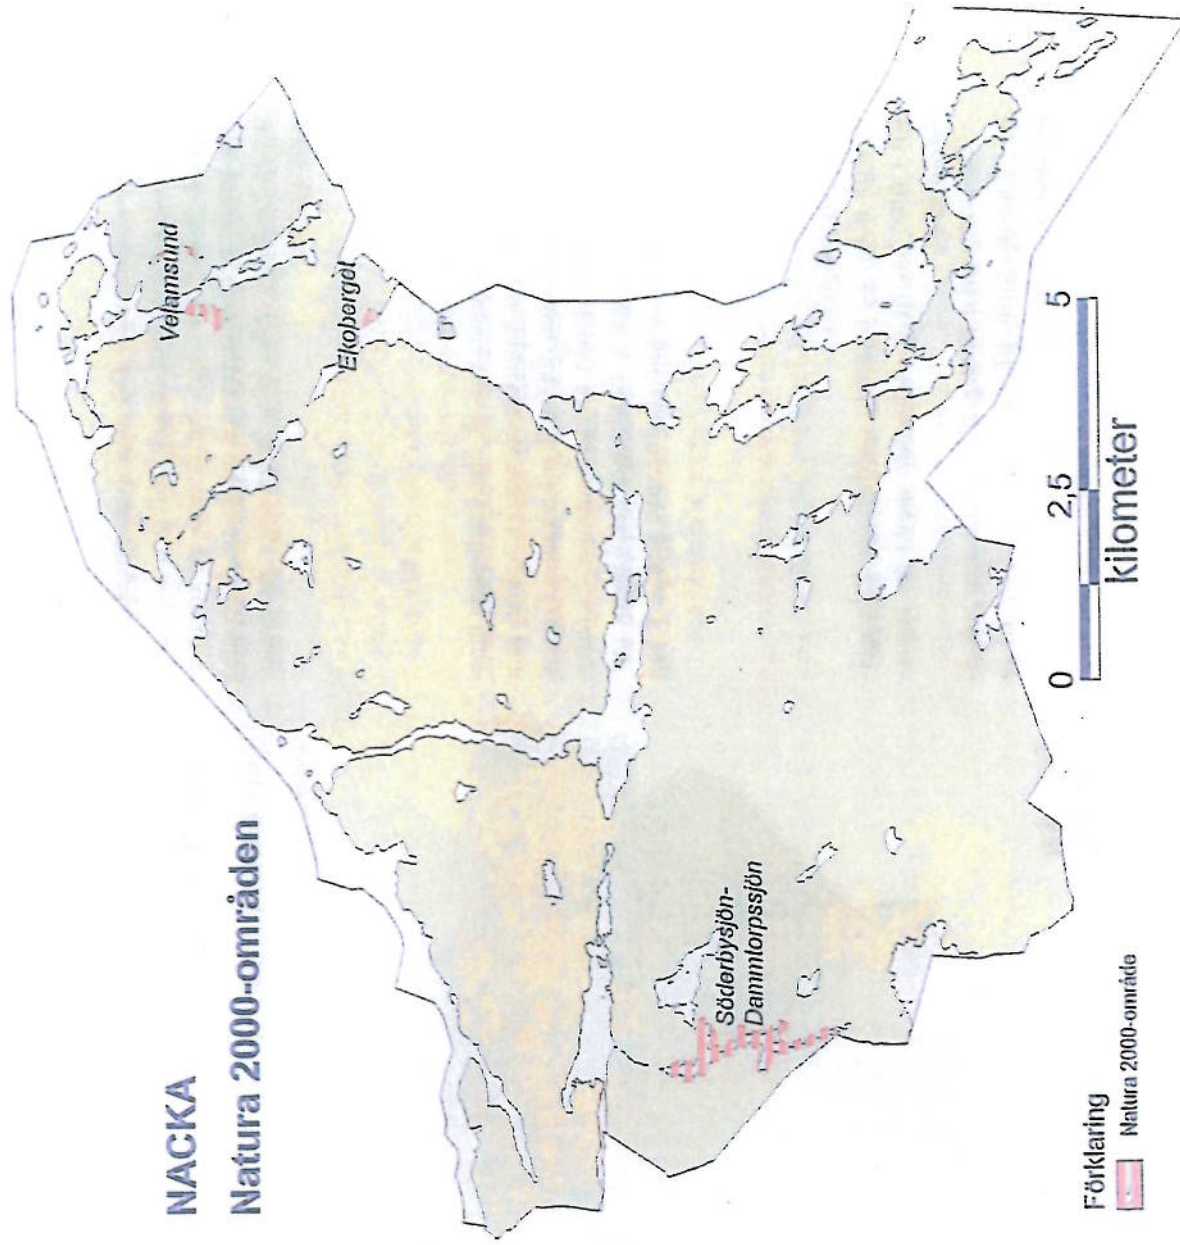 NACKA
Natura 2000-områden
Velamsund
Ekoberget
Söderbysjön-
Dammtorpssjön
0 2,5 5
kilometer
Förklaring
Natura 2000-område